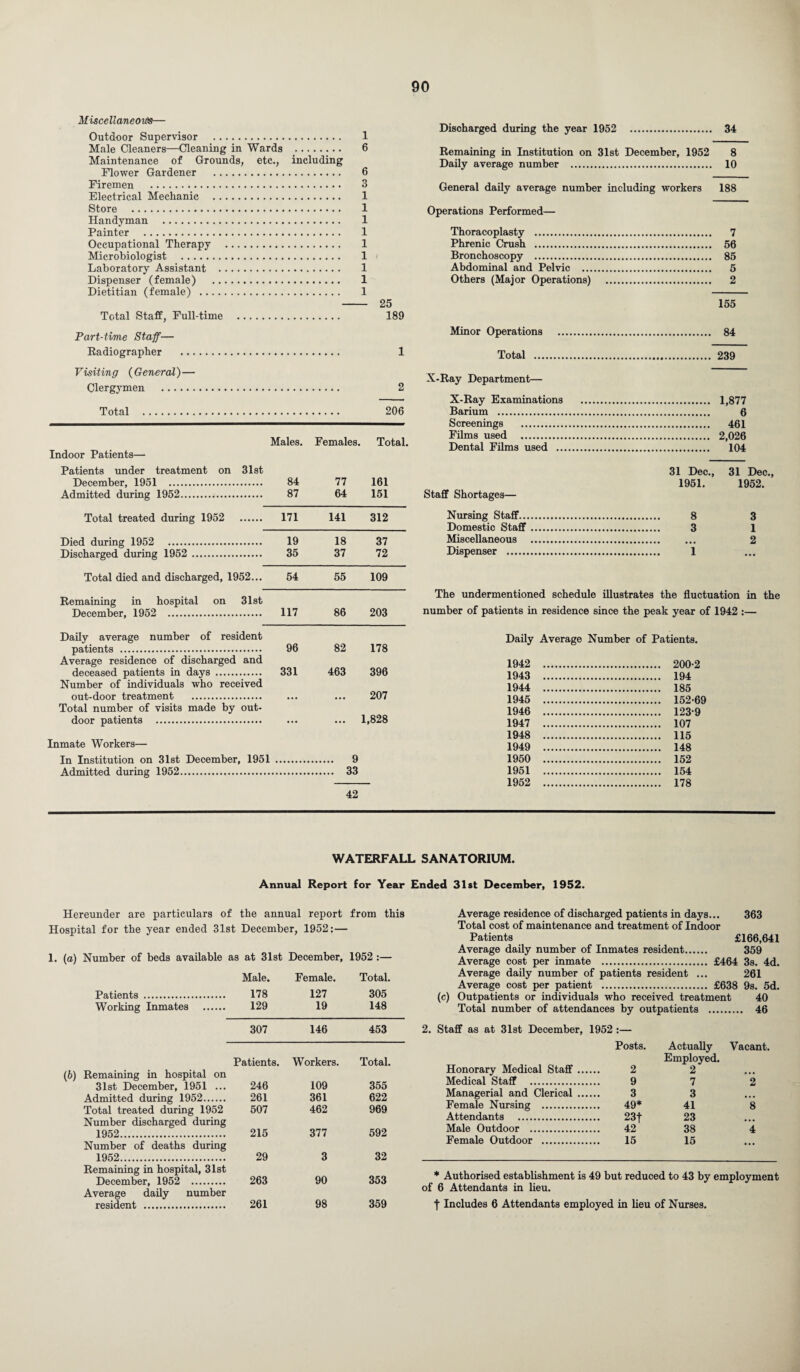 90
Miscellaneous—
Outdoor Supervisor ..................... 1
Male Cleaners—Cleaning in Wards ........ 6
Maintenance of Grounds, etc., including
Flower Gardener ..................... 6
Firemen ................................ 3
Electrical Mechanic ..................... 1
Store ................................... 1
Handyman .............................. 1
Painter ................................. 1
Occupational Therapy ................... 1
Microbiologist ........................... 1
Laboratory Assistant .................... 1
Dispenser (female) ...................... 1
Dietitian (female) ........................ 1
—— 25
Total Staff, Full-time .................. 189
Part-time Staff—
Radiographer ........................... 1
Visiting (General)—
Clergymen .............................. 2
Total ................................. 206
Males. Females. Total.
Indoor Patients—
Patients under treatment on 31st
December, 1951 ........................ 84 77 161
Admitted during 1952..................... 87 64 151
Total treated during 1952 ...... 171 141 312
Died during 1952 ......................... 19 18 37
Discharged during 1952 .................. 35 37 72
Total died and discharged, 1952... 54 55 109
Remaining in hospital on 31st
December, 1952 ........................ 117 86 203
Daily average number of resident
patients .................................... 96 82 178
Average residence of discharged and
deceased patients in days ............ 331 463 396
Number of individuals who received
out-door treatment .................. ... ... 207
Total number of visits made by out-
door patients ........................... ... ... 1,828
Inmate Workers—
In Institution on 31st December, 1951 ............... 9
Admitted during 1952....................................... 33
42
Discharged during the year 1952 ..................... 34
Remaining in Institution on 31st December, 1952 8
Daily average number .................................... 10
General daily average number including workers 188
Operations Performed—
Thoracoplasty ............................................. 7
Phrenic Crush ............................................. 56
Bronchoscopy ............................................. 85
Abdominal and Pelvic ................................. 5
Others (Major Operations) ........................... 2
155
Minor Operations ....................................... 84
Total ............................................. 239
X-Ray Department—
X-Ray Examinations ................................. 1,877
Barium ...................................................... 6
Screenings ................................................ 461
Films used ................................................ 2,026
Dental Films used ....................................... 104
31 Dec., 31 Dec.,
1951. 1952.
Staff Shortages—
Nursing Staff.................................... 8 3
Domestic Staff ................................. 3 1
Miscellaneous ................................. ... 2
Dispenser ....................................... 1 ...
The undermentioned schedule illustrates the fluctuation in the
number of patients in residence since the peak year of 1942 :—
Daily Average Number of Patients.
1942 .............................. 200·2
1943 .............................. 194
1944 .............................. 185
1945 .............................. 152·69
1946 .............................. 123·9
1947 .............................. 107
1948 .............................. 115
1949 .............................. 148
1950 .............................. 152
1951 .............................. 154
1952 .............................. 178
WATERFALL SANATORIUM.
Annual Report for Year Ended 31st December, 1952.
Hereunder are particulars of the annual report from this
Hospital for the year ended 31st December, 1952:—
1. (a) Number of beds available as at 31st December, 1952 :—
Male. Female. Total.
Patients ..................... 178 127 305
Working Inmates ...... 129 19 148
307 146 453
Patients. Workers. Total.
(b) Remaining in hospital on
31st December, 1951 ... 246 109 355
Admitted during 1952...... 261 361 622
Total treated during 1952 507 462 969
Number discharged during
1952........................... 215 377 592
Number of deaths during
1952........................... 29 3 32
Remaining in hospital, 31st
December, 1952 ......... 263 90 353
Average daily number
resident ..................... 261 98 359
Average residence of discharged patients in days... 363
Total cost of maintenance and treatment of Indoor
Patients £166,641
Average daily number of Inmates resident...... 359
Average cost per inmate ........................... £464 3s. 4d.
Average daily number of patients resident ... 261
Average cost per patient ........................... £638 9s. 5d.
(c) Outpatients or individuals who received treatment 40
Total number of attendances by outpatients ......... 46
2. Staff as at 31st December, 1952 :—
Posts. Actually Vacant.
Employed.
Honorary Medical Staff ...... 2 2 ...
Medical Staff .................. 9 7 2
Managerial and Clerical ...... 3 3 ...
Female Nursing ............... 49* 41 8
Attendants ..................... 23† 23 ...
Male Outdoor .................. 42 38 4
Female Outdoor ............... 15 15 ...
* Authorised establishment is 49 but reduced to 43 by employment
of 6 Attendants in lieu.
† Includes 6 Attendants employed in lieu of Nurses.